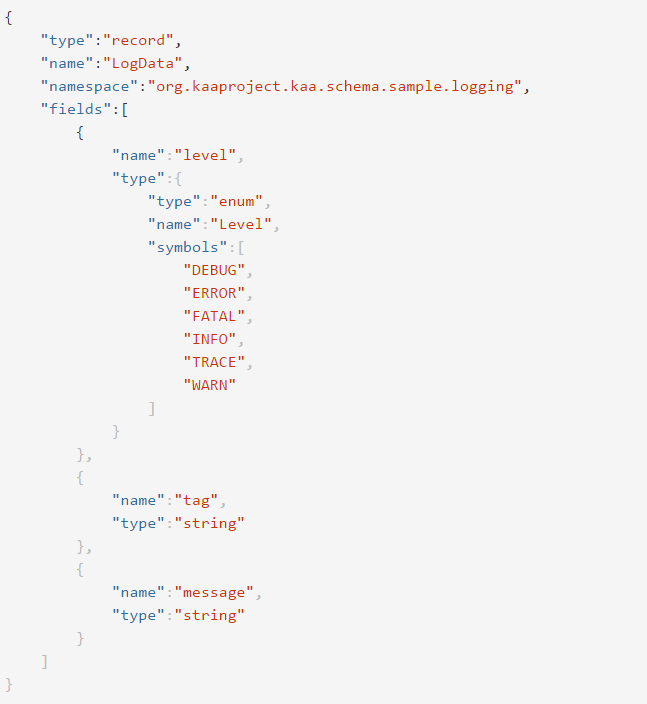 {
    "type":"record",
    "name":"LogData",
    "namespace":"org.kaaproject.kaa.schema.sample.logging",
    "fields":[
        {
            "name":"level",
            "type":{
                "type":"enum",
                "name":"Level",
                "symbols":[
                    "DEBUG",
                    "ERROR",
                    "FATAL",
                    "INFO",
                    "TRACE",
                    "WARN"
                ]
            }
        },
        {
            "name":"tag",
            "type":"string"
        },
        {
            "name":"message",
            "type":"string"
        }
    ]
}